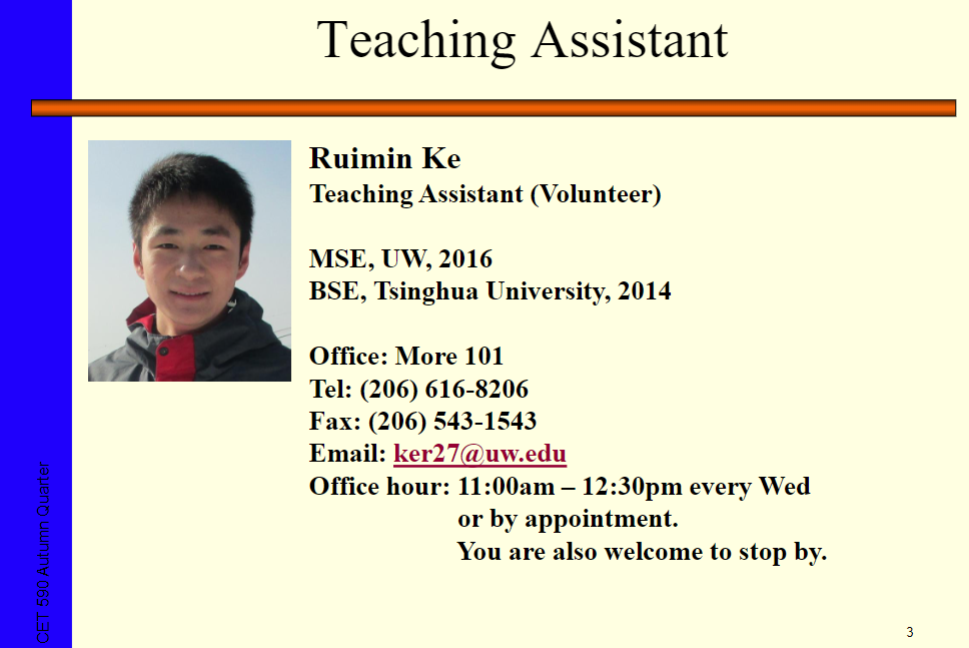 Teaching Assistant
Ruimin Ke
Teaching Assistant (Volunteer)
MSE, UW, 2016
BSE, Tsinghua University, 2014
Office: More 101
Tel: (206) 616-8206
Fax: (206) 543-1543
Email: ker27@uw.edu
Office hour: 11:00am – 12:30pm every Wed
or by appointment.
You are also welcome to stop by.
CET 590 Autumn Quarter
3